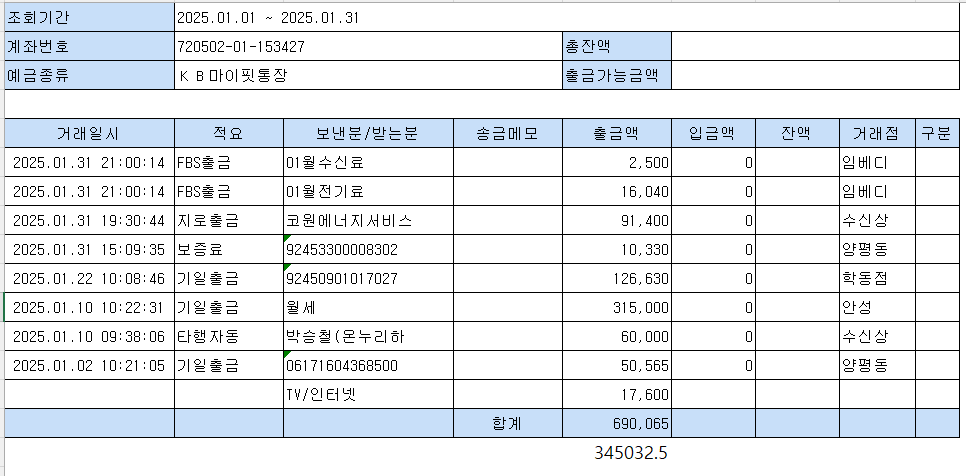 조회기간 2025.01.01 ~ 2025.01.31
계좌번호 720502-01-153427 총잔액
예금종류 KB마이핏통장 출금가능금액
거래일시 적요 보낸분/받는분 송금메모 출금액 입금액 잔액 거래점 구분
2025.01.31 21:00:14 FBS출금 01월수신료 2,500 0 임베디
2025.01.31 21:00:14 FBS출금 01월전기료 16,040 0 임베디
2025.01.31 19:30:44 지로출금 코원에너지서비스 91,400 0 수신상
2025.01.31 15:09:35 보증료 92453300008302 10,330 0 양평동
2025.01.22 10:08:46 기일출금 92450901017027 126,630 0 학동점
2025.01.10 10:22:31 기일출금 월세 315,000 0 안성
2025.01.10 09:38:06 타행자동 박승철(온누리하 60,000 0 수신상
2025.01.02 10:21:05 기일출금 06171604368500 50,565 0 양평동
TV/인터넷 17,600
합계 690,065
345032.5